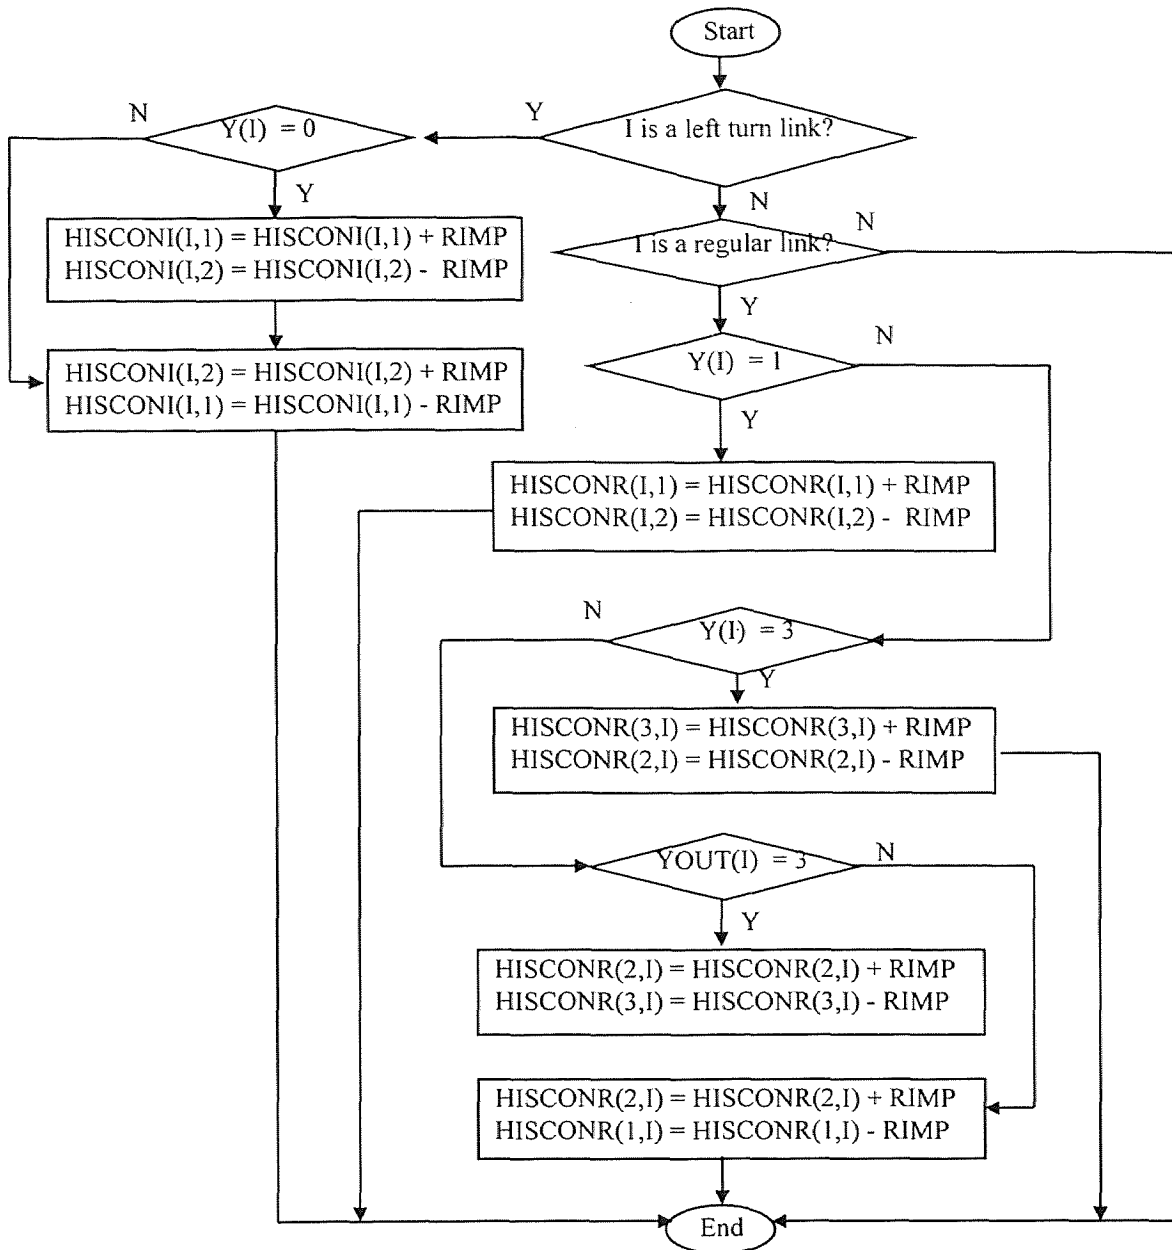 Start
I is a left turn link?
Y
N
Y(I) = 0
N
Y
HISCONI(I,1) = HISCONI(I,1) + RIMP
HISCONI(I,2) = HISCONI(I,2) - RIMP
HISCONI(I,2) = HISCONI(I,2) + RIMP
HISCONI(I,1) = HISCONI(I,1) - RIMP
I is a regular link?
N
Y
Y(I) = 1
N
Y
HISCONR(I,1) = HISCONR(I,1) + RIMP
HISCONR(I,2) = HISCONR(I,2) - RIMP
N
Y(I) = 3
Y
HISCONR(3,I) = HISCONR(3,I) + RIMP
HISCONR(2,I) = HISCONR(2,I) - RIMP
YOUT(I) = 3
N
Y
HISCONR(2,I) = HISCONR(2,I) + RIMP
HISCONR(3,I) = HISCONR(3,I) - RIMP
HISCONR(2,I) = HISCONR(2,I) + RIMP
HISCONR(1,I) = HISCONR(1,I) - RIMP
End